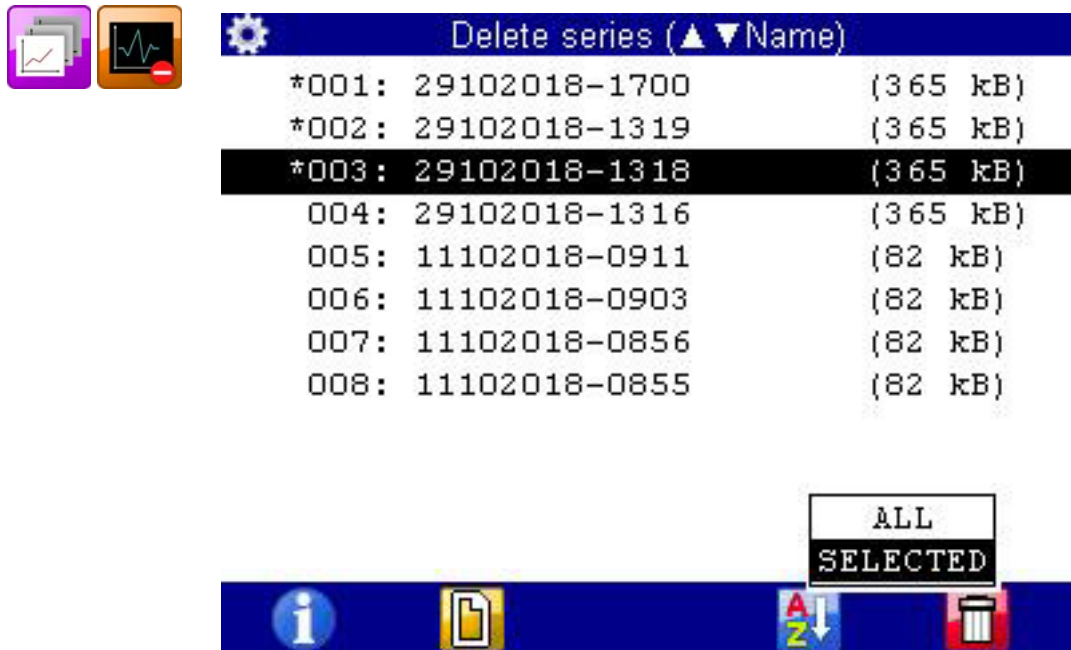 Delete series (▲ ▼Name)
*001: 29102018-1700 (365 kB)
*002: 29102018-1319 (365 kB)
*003: 29102018-1318 (365 kB)
004: 29102018-1316 (365 kB)
005: 11102018-0911 (82 kB)
006: 11102018-0903 (82 kB)
007: 11102018-0856 (82 kB)
008: 11102018-0855 (82 kB)
ALL
SELECTED
i
A
Z